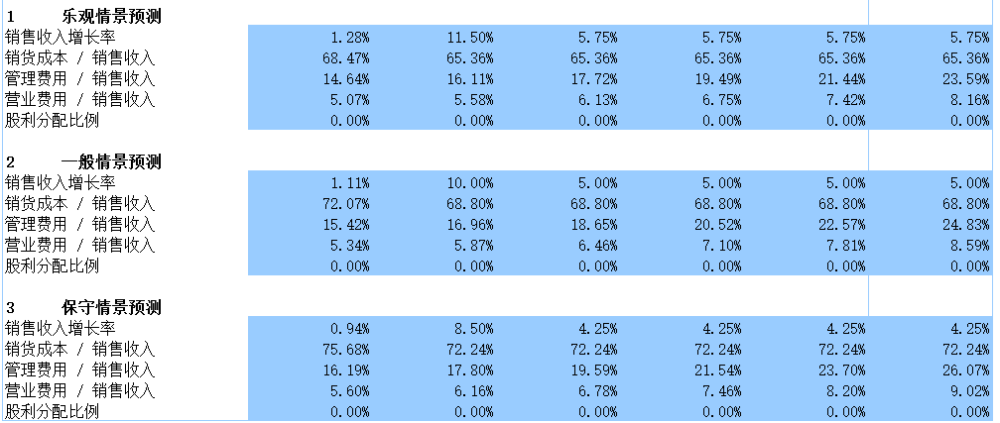 1 乐观情景预测
销售收入增长率 1.28% 11.50% 5.75% 5.75% 5.75% 5.75%
销货成本 / 销售收入 68.47% 65.36% 65.36% 65.36% 65.36% 65.36%
管理费用 / 销售收入 14.64% 16.11% 17.72% 19.49% 21.44% 23.59%
营业费用 / 销售收入 5.07% 5.58% 6.13% 6.75% 7.42% 8.16%
股利分配比例 0.00% 0.00% 0.00% 0.00% 0.00% 0.00%
2 一般情景预测
销售收入增长率 1.11% 10.00% 5.00% 5.00% 5.00% 5.00%
销货成本 / 销售收入 72.07% 68.80% 68.80% 68.80% 68.80% 68.80%
管理费用 / 销售收入 15.42% 16.96% 18.65% 20.52% 22.57% 24.83%
营业费用 / 销售收入 5.34% 5.87% 6.46% 7.10% 7.81% 8.59%
股利分配比例 0.00% 0.00% 0.00% 0.00% 0.00% 0.00%
3 保守情景预测
销售收入增长率 0.94% 8.50% 4.25% 4.25% 4.25% 4.25%
销货成本 / 销售收入 75.68% 72.24% 72.24% 72.24% 72.24% 72.24%
管理费用 / 销售收入 16.19% 17.80% 19.59% 21.54% 23.70% 26.07%
营业费用 / 销售收入 5.60% 6.16% 6.78% 7.46% 8.20% 9.02%
股利分配比例 0.00% 0.00% 0.00% 0.00% 0.00% 0.00%